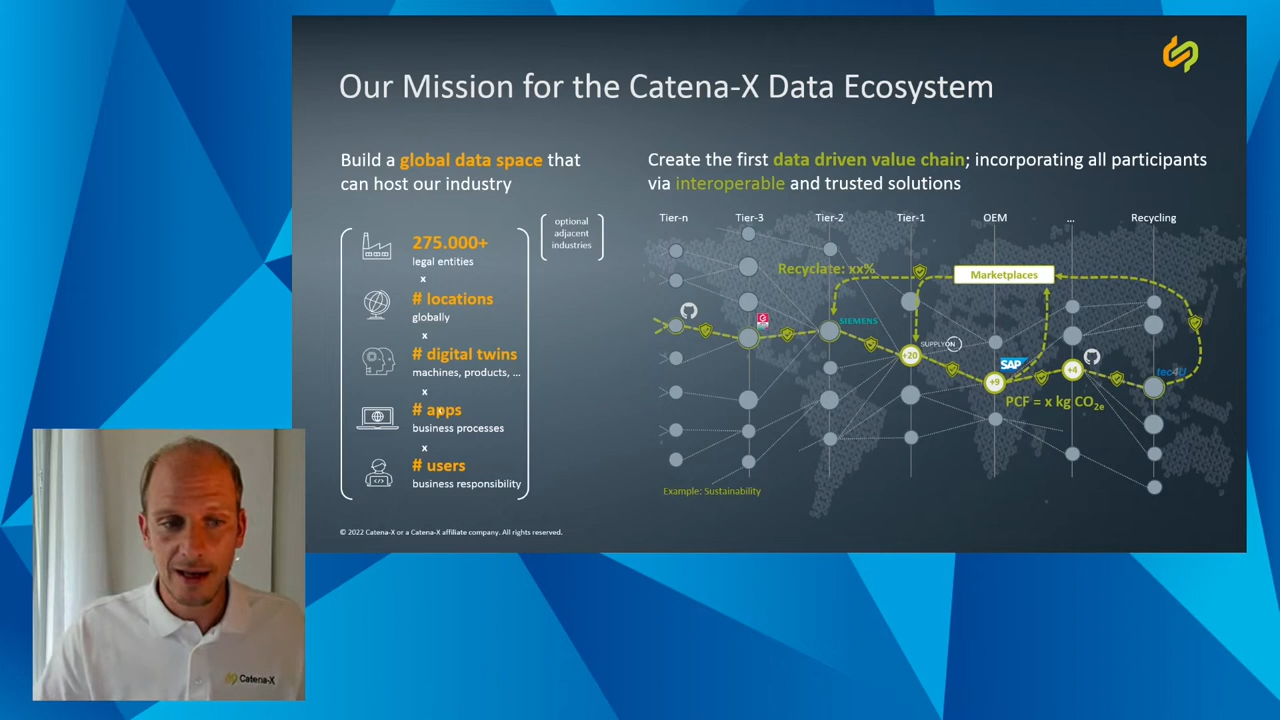 Our Mission for the Catena-X Data Ecosystem
Build a global data space that
can host our industry
optional
adjacent
industries
275.000+
legal entities
x
# locations
globally
x
# digital twins
machines, products, ...
x
# apps
business processes
x
# users
business responsibility
Create the first data driven value chain; incorporating all participants
via interoperable and trusted solutions
Tier-n
Tier-3
Tier-2
Tier-1
OEM
...
Recycling
Recyclate: xx%
Marketplaces
SIEMENS
+20
SUPPLYON
SAP
+9
+4
tec4U
PCF = x kg CO2e
Example: Sustainability
© 2022 Catena-X or a Catena-X affiliate company. All rights reserved.
Catena-X